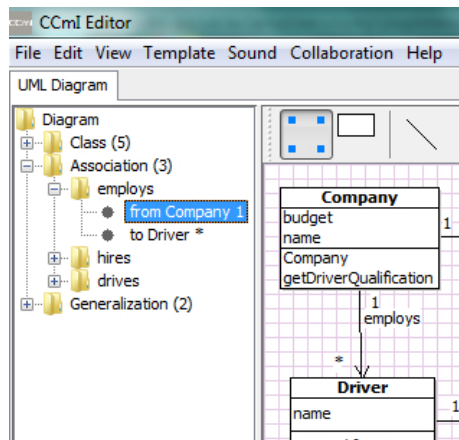 CCmI CCmI Editor
File Edit View Template Sound Collaboration Help
UML Diagram
Diagram
Class (5)
Association (3)
employs
from Company 1
to Driver *
hires
drives
Generalization (2)
Company
budget
name
1
Company
getDriverQualification
1
employs
*
Driver
name
1